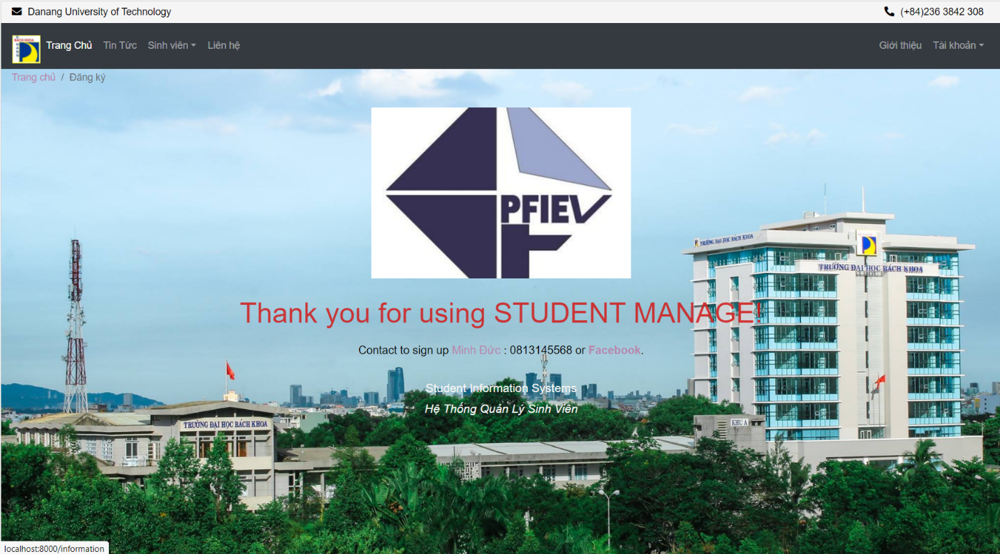 Danang University of Technology
(+84)236 3842 308
BÁCH KHOA
Trang Chủ Tin Tức Sinh viên Liên hệ Giới thiệu Tài khoản
Trang chủ / Đăng ký
PFIEV
TRƯỜNG ĐẠI HỌC BÁCH KHOA
TRƯỜNG ĐẠI HỌC BÁCH KHOA
Thank you for using STUDENT MANAGE!
Contact to sign up Minh Đức : 0813145568 or Facebook.
Student Information Systems
Hệ Thống Quản Lý Sinh Viên
TRƯỜNG ĐẠI HỌC BÁCH KHOA
KHU A
localhost:8000/information